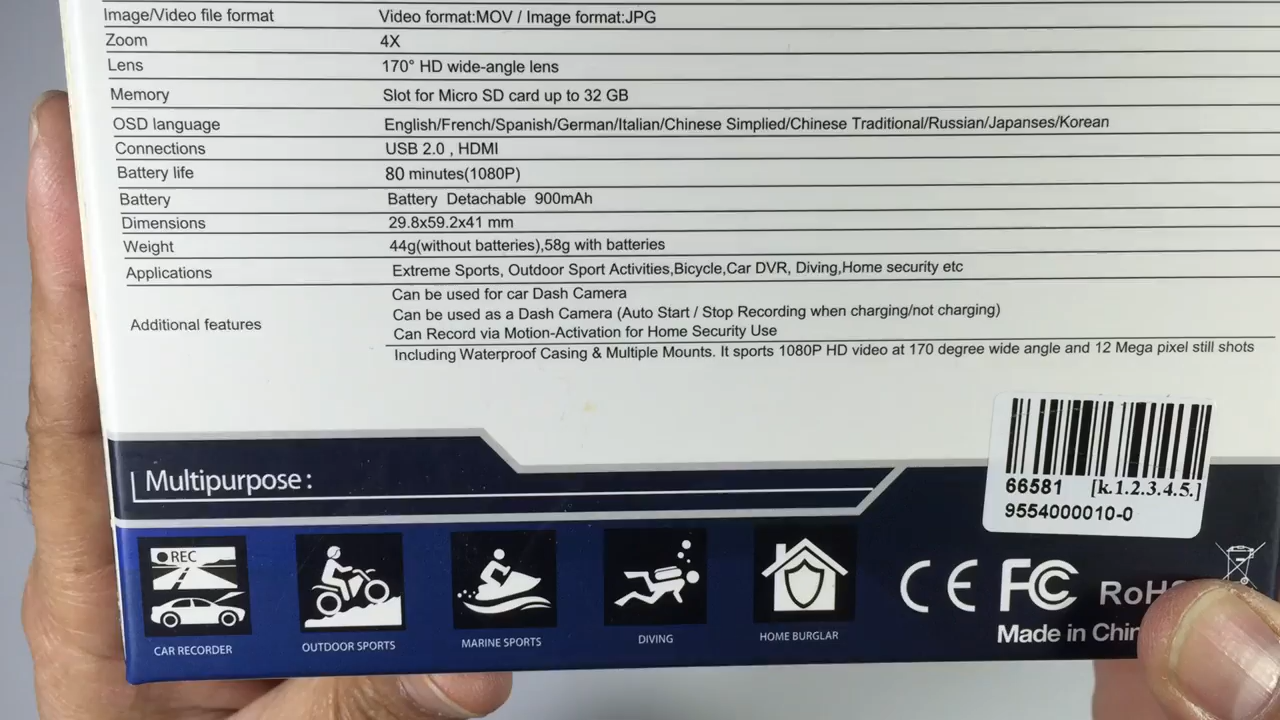 Image/Video file format Video format:MOV / Image format:JPG
Zoom 4X
Lens 170° HD wide-angle lens
Memory Slot for Micro SD card up to 32 GB
OSD language English/French/Spanish/German/Italian/Chinese Simplied/Chinese Traditional/Russian/Japanses/Korean
Connections USB 2.0 , HDMI
Battery life 80 minutes(1080P)
Battery Battery Detachable 900mAh
Dimensions 29.8x59.2x41 mm
Weight 44g(without batteries),58g with batteries
Applications Extreme Sports, Outdoor Sport Activities,Bicycle,Car DVR, Diving,Home security etc
Can be used for car Dash Camera
Can be used as a Dash Camera (Auto Start / Stop Recording when charging/not charging)
Additional features
Can Record via Motion-Activation for Home Security Use
Including Waterproof Casing & Multiple Mounts. It sports 1080P HD video at 170 degree wide angle and 12 Mega pixel still shots
Multipurpose :
66581 [k.1.2.3.4.5.]
9554000010-0
REC
CAR RECORDER
OUTDOOR SPORTS
MARINE SPORTS
DIVING
HOME BURGLAR
CE FC
Made in